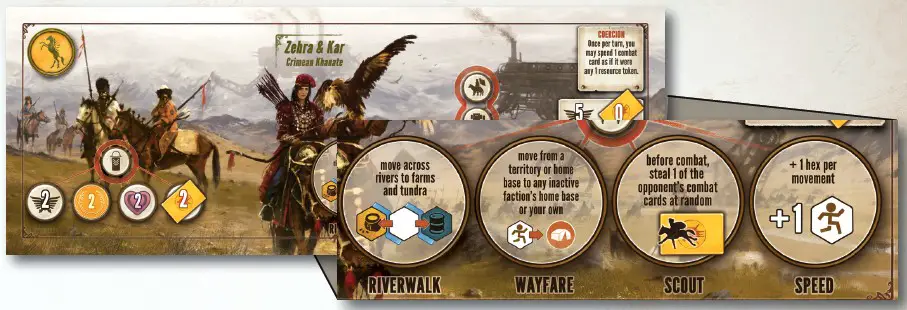 Zehra & Kar
Crimean Khanate
COERCION
Once per turn, you
may spend 1 combat
card as if it were
any 1 resource token.
5
0
2
2
2
2
move across
rivers to farms
and tundra
RIVERWALK
move from a
territory or home
base to any inactive
faction's home base
or your own
WAYFARE
before combat,
steal 1 of the
opponent's combat
cards at random
SCOUT
+ 1 hex per
movement
+1
SPEED